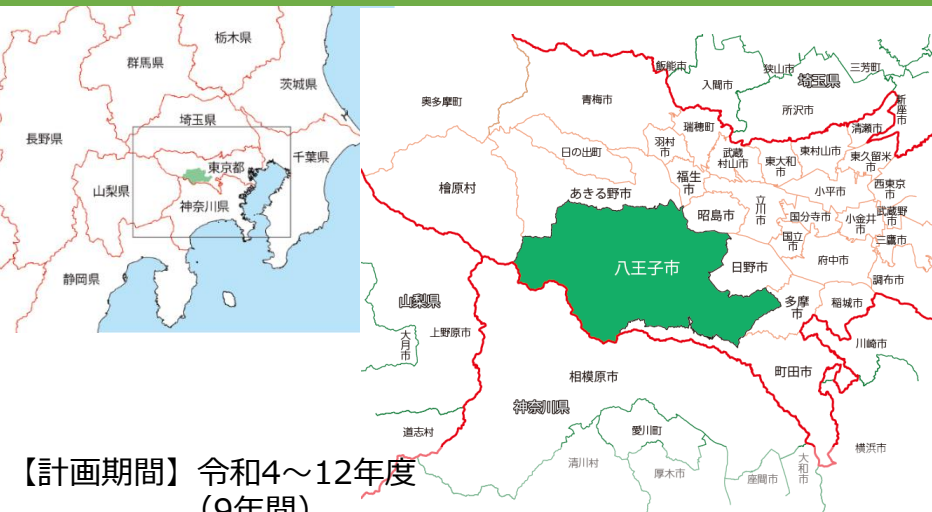 栃木県
群馬県
茨城県
埼玉県
長野県
東京都
千葉県
山梨県
神奈川県
静岡県
飯能市
狭山市
三芳町
入間市
埼玉県
奥多摩町
青梅市
所沢市
新座市
瑞穂町
清瀬市
羽村市
武蔵村山市
東大和市
東村山市
東久留米市
日の出町
檜原村
福生市
小平市
西東京市
あきる野市
昭島市
立川市
国分寺市
小金井市
武蔵野市
国立市
三鷹市
八王子市
日野市
府中市
調布市
山梨県
多摩市
稲城市
大月市
上野原市
川崎市
相模原市
町田市
神奈川県
道志村
愛川町
横浜市
清川村
厚木市
座間市
大和市
【計画期間】令和4~12年度
(9年間)